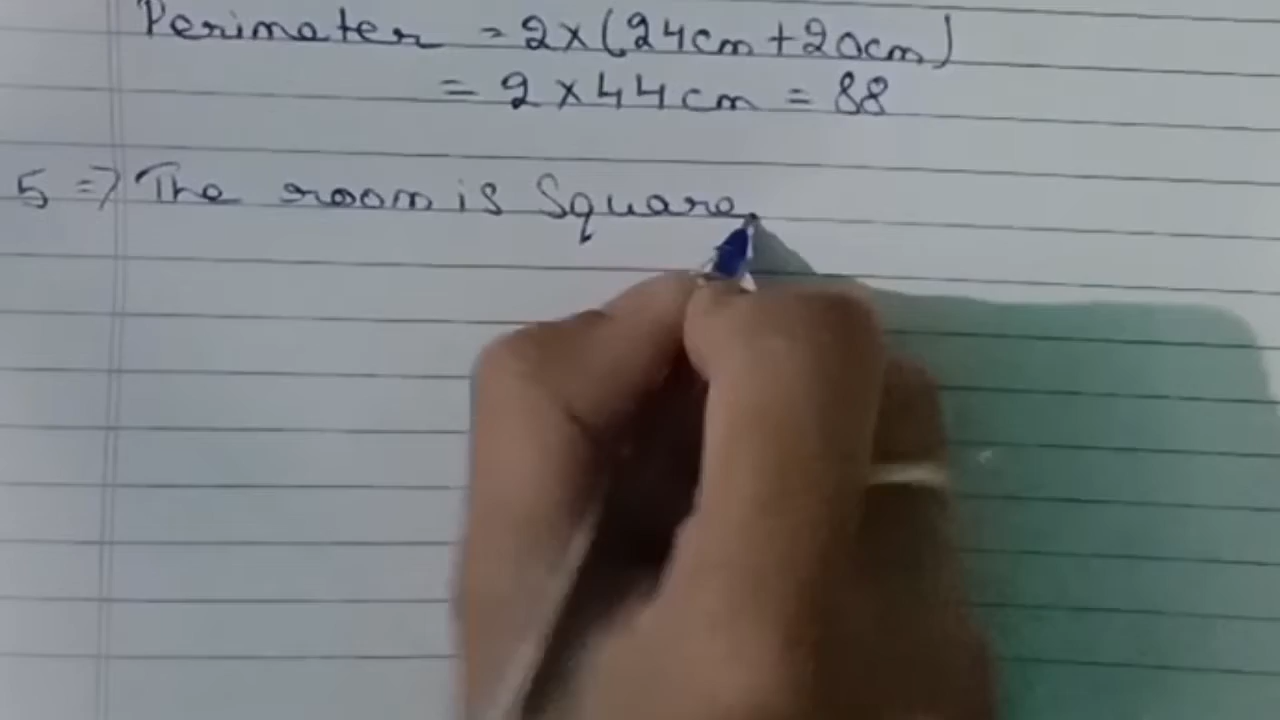 Perimeter = 2x(24cm+20cm)
= 2x44cm = 88
5 => The room is Square